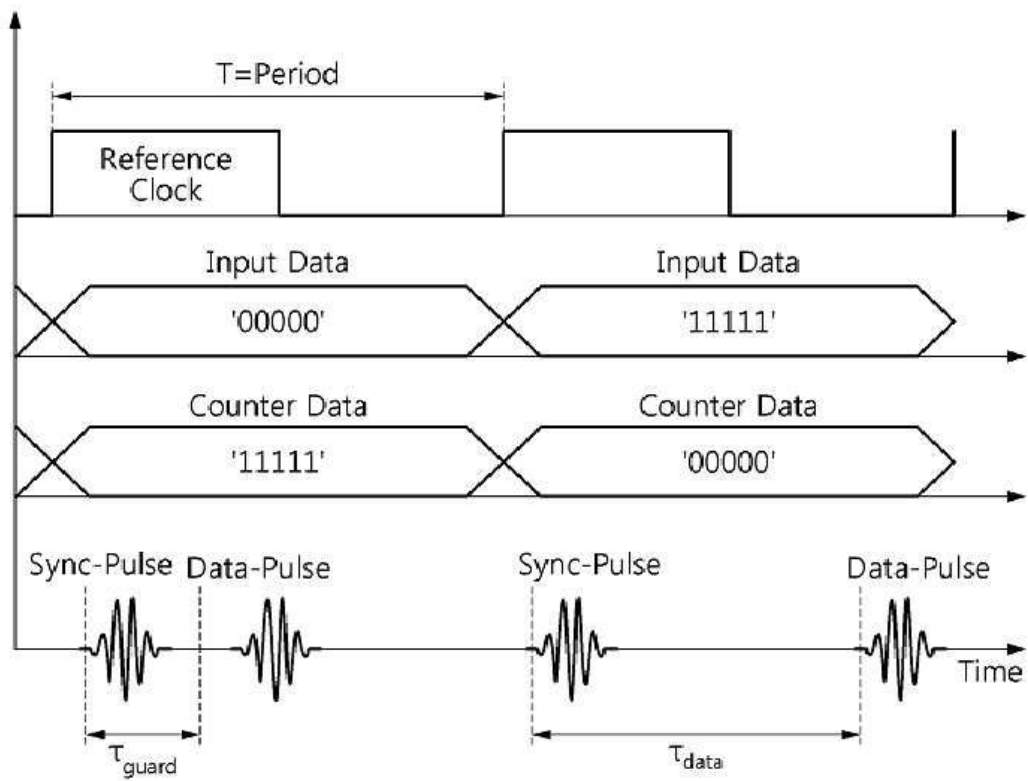 T=Period
Reference
Clock
Input Data
Input Data
'00000'
'11111'
Counter Data
Counter Data
'11111'
'00000'
Sync-Pulse
Data-Pulse
Sync-Pulse
Data-Pulse
Time
τguard
τdata